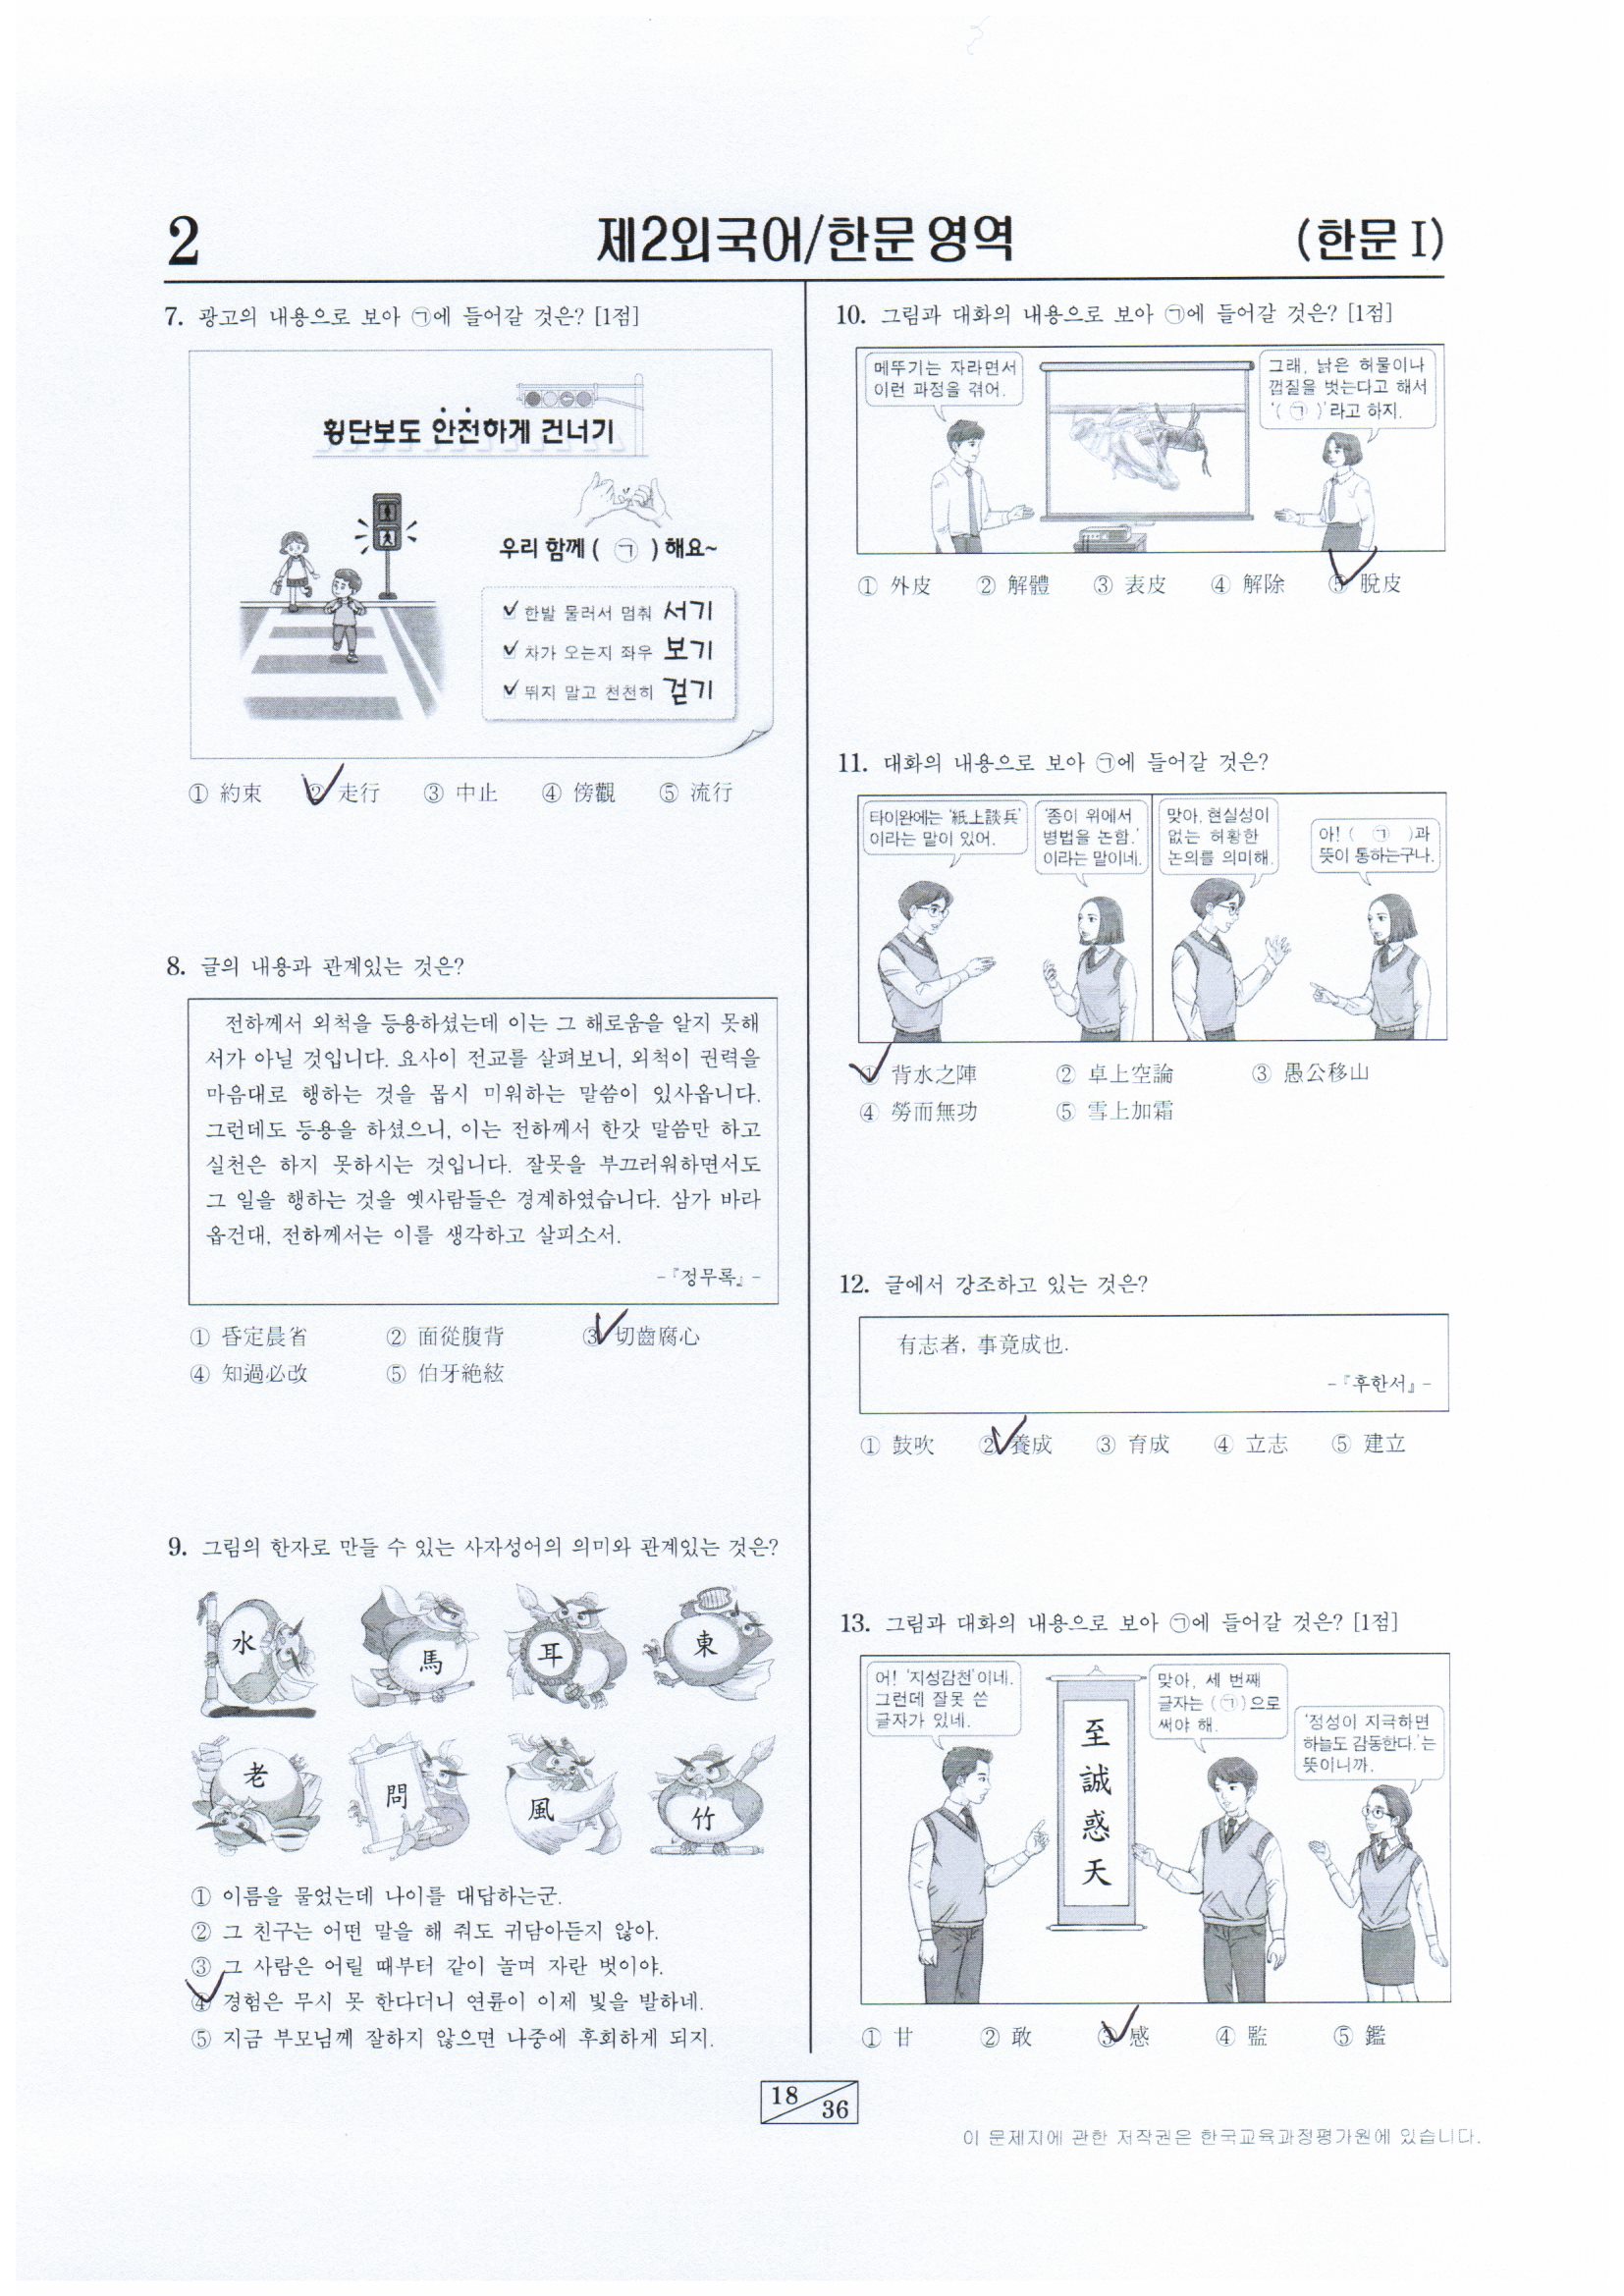 2
제2외국어/한문 영역
(한문 I)
7. 광고의 내용으로 보아 ㉠에 들어갈 것은? [1점]
횡단보도 안전하게 건너기
우리 함께 ( ㉠ ) 해요~
✓ 한발 물러서 멈춰 서기
✓ 차가 오는지 좌우 보기
✓ 뛰지 말고 천천히 걷기
① 約束 ② 走行 ③ 中止 ④ 傍觀 ⑤ 流行
8. 글의 내용과 관계있는 것은?
전하께서 외척을 등용하셨는데 이는 그 해로움을 알지 못해
서가 아닐 것입니다. 요사이 전교를 살펴보니, 외척이 권력을
마음대로 행하는 것을 몹시 미워하는 말씀이 있사옵니다.
그런데도 등용을 하셨으니, 이는 전하께서 한갓 말씀만 하고
실천은 하지 못하시는 것입니다. 잘못을 부끄러워하면서도
그 일을 행하는 것을 옛사람들은 경계하였습니다. 삼가 바라
옵건대, 전하께서는 이를 생각하고 살피소서.
-『정무록』-
① 昏定晨省 ② 面從腹背 ③ 切齒腐心
④ 知過必改 ⑤ 伯牙絶絃
9. 그림의 한자로 만들 수 있는 사자성어의 의미와 관계있는 것은?
水 馬 耳 東
老 問 風 竹
① 이름을 물었는데 나이를 대답하는군.
② 그 친구는 어떤 말을 해 줘도 귀담아듣지 않아.
③ 그 사람은 어릴 때부터 같이 놀며 자란 벗이야.
④ 경험은 무시 못 한다더니 연륜이 이제 빛을 발하네.
⑤ 지금 부모님께 잘하지 않으면 나중에 후회하게 되지.
10. 그림과 대화의 내용으로 보아 ㉠에 들어갈 것은? [1점]
메뚜기는 자라면서
이런 과정을 겪어.
그래, 낡은 허물이나
껍질을 벗는다고 해서
'( ㉠ )'라고 하지.
① 外皮 ② 解體 ③ 表皮 ④ 解除 ⑤ 脫皮
11. 대화의 내용으로 보아 ㉠에 들어갈 것은?
타이완에는 '紙上談兵'
이라는 말이 있어.
'종이 위에서
병법을 논함.'
이라는 말이네.
맞아, 현실성이
없는 허황한
논의를 의미해.
아! ( ㉠ )과
뜻이 통하는구나.
① 背水之陣 ② 卓上空論 ③ 愚公移山
④ 勞而無功 ⑤ 雪上加霜
12. 글에서 강조하고 있는 것은?
有志者, 事竟成也.
-『후한서』-
① 鼓吹 ② 養成 ③ 育成 ④ 立志 ⑤ 建立
13. 그림과 대화의 내용으로 보아 ㉠에 들어갈 것은? [1점]
어! '지성감천'이네.
그런데 잘못 쓴
글자가 있네.
至
誠
惑
天
맞아, 세 번째
글자는 (㉠)으로
써야 해.
'정성이 지극하면
하늘도 감동한다.'는
뜻이니까.
① 甘 ② 敢 ③ 感 ④ 監 ⑤ 鑑
18
36
이 문제지에 관한 저작권은 한국교육과정평가원에 있습니다.